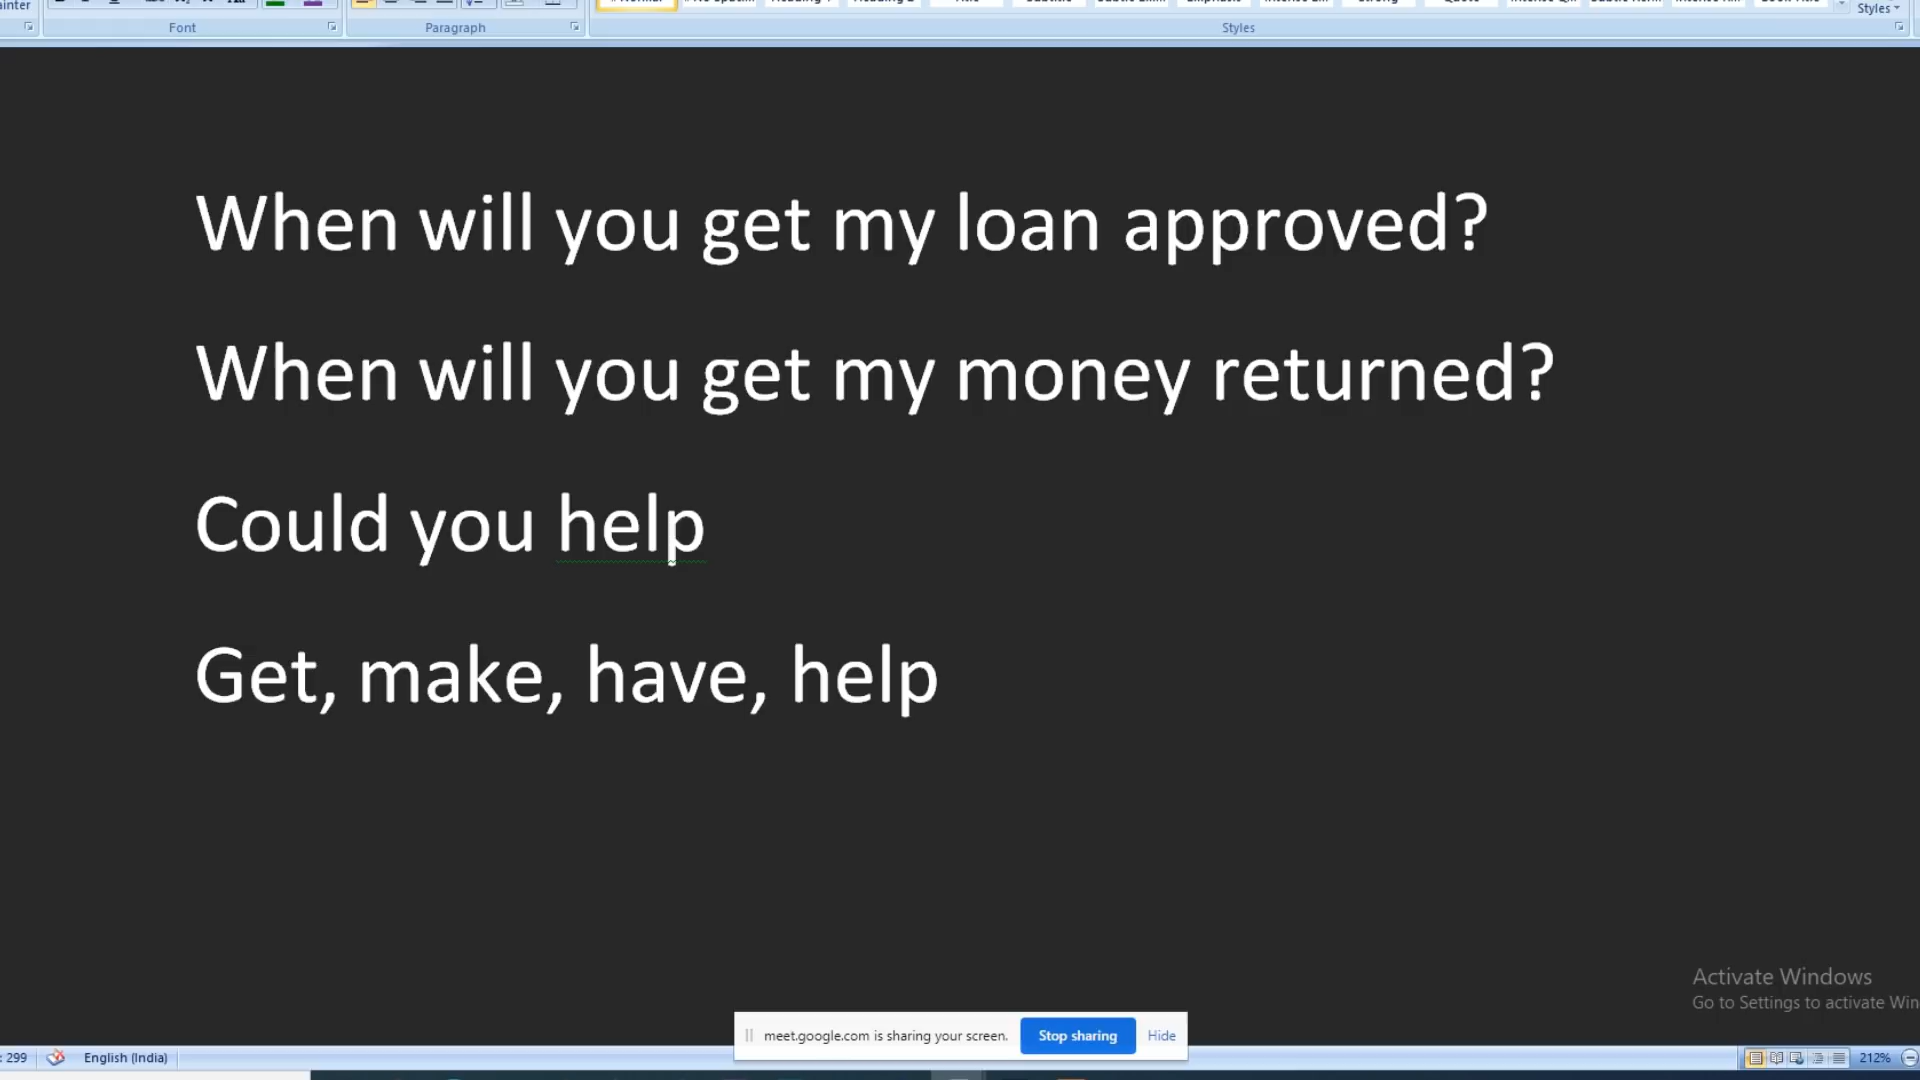 Font
Paragraph
Styles
Styles
When will you get my loan approved?
When will you get my money returned?
Could you help
Get, make, have, help
Activate Windows
Go to Settings to activate Win
meet.google.com is sharing your screen.
Stop sharing
Hide
: 299
English (India)
212%